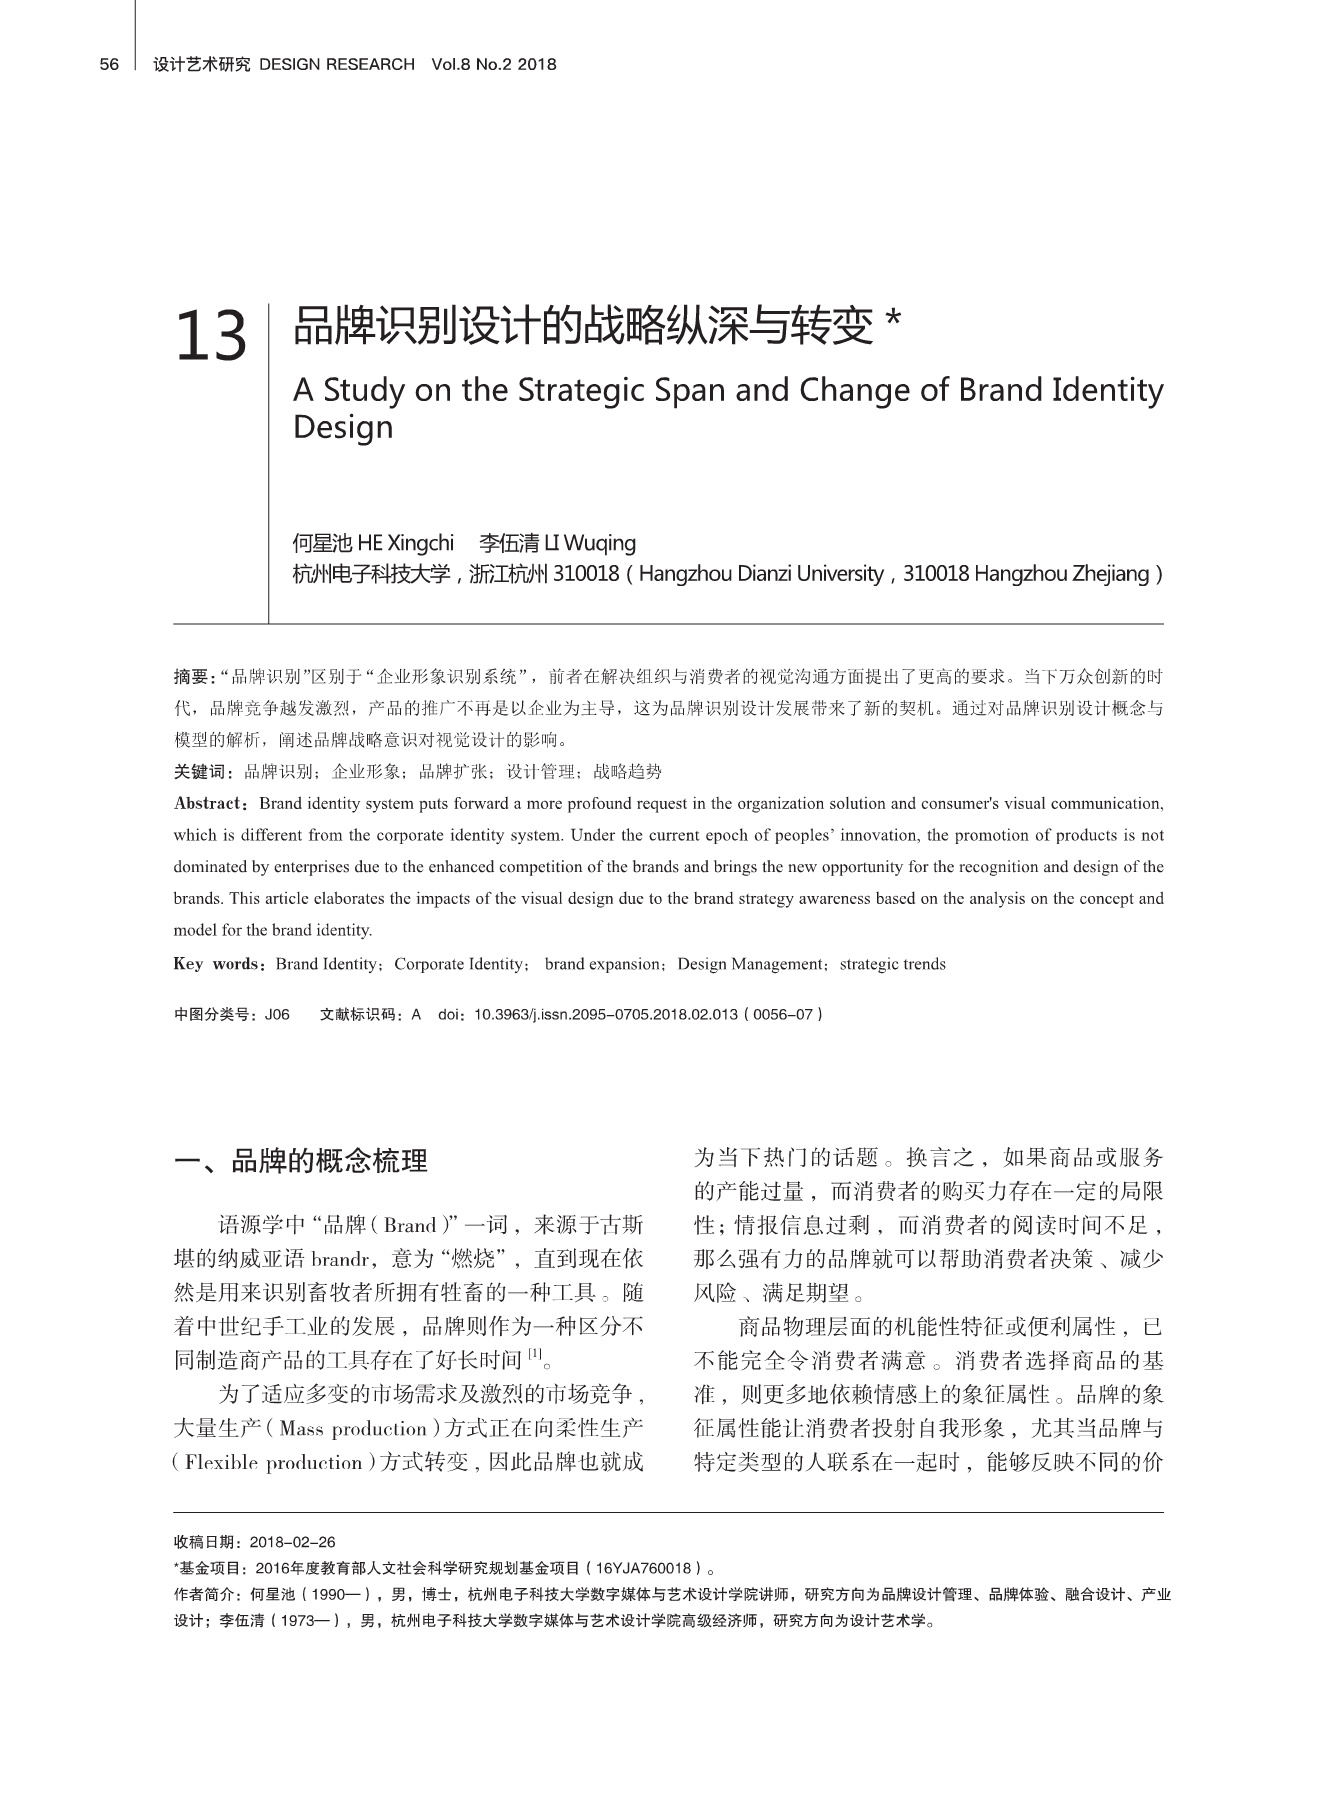 56 设计艺术研究 DESIGN RESEARCH Vol.8 No.2 2018
13
品牌识别设计的战略纵深与转变 *
A Study on the Strategic Span and Change of Brand Identity
Design
何星池 HE Xingchi 李伍清 LI Wuqing
杭州电子科技大学，浙江杭州 310018（Hangzhou Dianzi University，310018 Hangzhou Zhejiang）
摘要：“品牌识别”区别于“企业形象识别系统”，前者在解决组织与消费者的视觉沟通方面提出了更高的要求。当下万众创新的时
代，品牌竞争越发激烈，产品的推广不再是以企业为主导，这为品牌识别设计发展带来了新的契机。通过对品牌识别设计概念与
模型的解析，阐述品牌战略意识对视觉设计的影响。
关键词：品牌识别；企业形象；品牌扩张；设计管理；战略趋势
Abstract：Brand identity system puts forward a more profound request in the organization solution and consumer's visual communication,
which is different from the corporate identity system. Under the current epoch of peoples’ innovation, the promotion of products is not
dominated by enterprises due to the enhanced competition of the brands and brings the new opportunity for the recognition and design of the
brands. This article elaborates the impacts of the visual design due to the brand strategy awareness based on the analysis on the concept and
model for the brand identity.
Key words：Brand Identity；Corporate Identity； brand expansion；Design Management；strategic trends
中图分类号：J06 文献标识码：A doi：10.3963/j.issn.2095-0705.2018.02.013（0056-07）
一、品牌的概念梳理
语源学中“品牌（Brand）”一词，来源于古斯
堪的纳威亚语 brandr，意为“燃烧”，直到现在依
然是用来识别畜牧者所拥有牲畜的一种工具。随
着中世纪手工业的发展，品牌则作为一种区分不
同制造商产品的工具存在了好长时间 [1]。
为了适应多变的市场需求及激烈的市场竞争，
大量生产（Mass production）方式正在向柔性生产
（Flexible production）方式转变，因此品牌也就成
为当下热门的话题。换言之，如果商品或服务
的产能过量，而消费者的购买力存在一定的局限
性；情报信息过剩，而消费者的阅读时间不足，
那么强有力的品牌就可以帮助消费者决策、减少
风险、满足期望。
商品物理层面的机能性特征或便利属性，已
不能完全令消费者满意。消费者选择商品的基
准，则更多地依赖情感上的象征属性。品牌的象
征属性能让消费者投射自我形象，尤其当品牌与
特定类型的人联系在一起时，能够反映不同的价
收稿日期：2018-02-26
*基金项目：2016年度教育部人文社会科学研究规划基金项目（16YJA760018）。
作者简介：何星池（1990—），男，博士，杭州电子科技大学数字媒体与艺术设计学院讲师，研究方向为品牌设计管理、品牌体验、融合设计、产业
设计；李伍清（1973—），男，杭州电子科技大学数字媒体与艺术设计学院高级经济师，研究方向为设计艺术学。